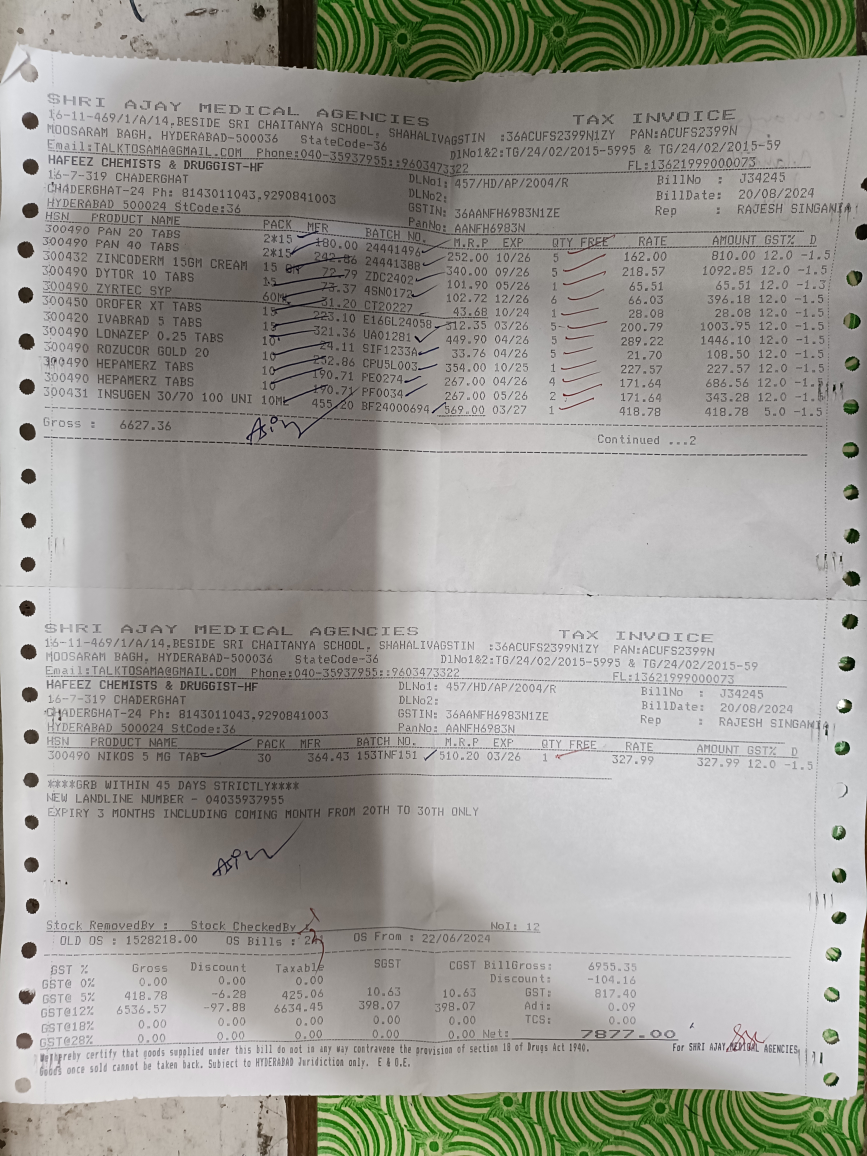 SHRI AJAY MEDICAL AGENCIES TAX INVOICE
16-11-469/1/A/14,BESIDE SRI CHAITANYA SCHOOL, SHAHALIVAGSTIN :36ACUFS2399N1ZY PAN:ACUFS2399N
MOOSARAM BAGH, HYDERABAD-500036 StateCode-36 DlNo1&2:TG/24/02/2015-5995 & TG/24/02/2015-59
Email:TALKTOSAMA@GMAIL.COM Phone:040-35937955::9603473322 FL:13621999000073
HAFEEZ CHEMISTS & DRUGGIST-HF DLNo1: 457/HD/AP/2004/R BillNo : J34245
16-7-319 CHADERGHAT DLNo2: BillDate: 20/08/2024
CHADERGHAT-24 Ph: 8143011043,9290841003 GSTIN: 36AANFH6983N1ZE Rep : RAJESH SINGANIA
HYDERABAD 500024 StCode:36 PanNo: AANFH6983N
HSN PRODUCT NAME PACK MFR BATCH NO. M.R.P EXP QTY FREE RATE AMOUNT GST% D
300490 PAN 20 TABS 2*15 180.00 24441496 252.00 10/26 5 162.00 810.00 12.0 -1.5
300490 PAN 40 TABS 2*15 242.86 24441388 340.00 09/26 5 218.57 1092.85 12.0 -1.5
300432 ZINCODERM 15GM CREAM 15 GM 72.79 ZDC2402 101.90 05/26 1 65.51 65.51 12.0 -1.3
300490 DYTOR 10 TABS 15 73.37 4SN0172 102.72 12/26 6 66.03 396.18 12.0 -1.5
300490 ZYRTEC SYP 60ML 31.20 CT20227 43.68 10/24 1 28.08 28.08 12.0 -1.5
300450 OROFER XT TABS 15 223.10 E16GL24058 312.35 03/26 5 200.79 1003.95 12.0 -1.5
300420 IVABRAD 5 TABS 15 321.36 UA01281 449.90 04/26 5 289.22 1446.10 12.0 -1.5
300490 LONAZEP 0.25 TABS 10 24.11 SIF1233A 33.76 04/26 5 21.70 108.50 12.0 -1.5
300490 ROZUCOR GOLD 20 10 252.86 CPU5L003 354.00 10/25 1 227.57 227.57 12.0 -1.5
300490 HEPAMERZ TABS 10 190.71 PE0274 267.00 04/26 4 171.64 686.56 12.0 -1.5
300490 HEPAMERZ TABS 10 190.71 PF0034 267.00 05/26 2 171.64 343.28 12.0 -1.5
300431 INSUGEN 30/70 100 UNI 10ML 455.20 BF24000694 569.00 03/27 1 418.78 418.78 5.0 -1.5
Gross : 6627.36 Continued ...2
SHRI AJAY MEDICAL AGENCIES TAX INVOICE
16-11-469/1/A/14,BESIDE SRI CHAITANYA SCHOOL, SHAHALIVAGSTIN :36ACUFS2399N1ZY PAN:ACUFS2399N
MOOSARAM BAGH, HYDERABAD-500036 StateCode-36 DlNo1&2:TG/24/02/2015-5995 & TG/24/02/2015-59
Email:TALKTOSAMA@GMAIL.COM Phone:040-35937955::9603473322 FL:13621999000073
HAFEEZ CHEMISTS & DRUGGIST-HF DLNo1: 457/HD/AP/2004/R BillNo : J34245
16-7-319 CHADERGHAT DLNo2: BillDate: 20/08/2024
CHADERGHAT-24 Ph: 8143011043,9290841003 GSTIN: 36AANFH6983N1ZE Rep : RAJESH SINGANIA
HYDERABAD 500024 StCode:36 PanNo: AANFH6983N
HSN PRODUCT NAME PACK MFR BATCH NO. M.R.P EXP QTY FREE RATE AMOUNT GST% D
300490 NIKOS 5 MG TAB 30 364.43 153TNF151 510.20 03/26 1 327.99 327.99 12.0 -1.5
****GRB WITHIN 45 DAYS STRICTLY****
NEW LANDLINE NUMBER - 04035937955
EXPIRY 3 MONTHS INCLUDING COMING MONTH FROM 20TH TO 30TH ONLY
Stock RemovedBy : Stock CheckedBy NoI: 12
OLD OS : 1528218.00 OS Bills : OS From : 22/06/2024
GST % Gross Discount Taxable SGST CGST BillGross: 6955.35
GST@ 0% 0.00 0.00 0.00 Discount: -104.16
GST@ 5% 418.78 -6.28 425.06 10.63 10.63 GST: 817.40
GST@12% 6536.57 -97.88 6634.45 398.07 398.07 Adj: 0.09
GST@18% 0.00 0.00 0.00 0.00 0.00 TCS: 0.00
GST@28% 0.00 0.00 0.00 0.00 0.00 Net: 7877.00
We hereby certify that goods supplied under this bill do not in any way contravene the provision of section 18 of Drugs Act 1940. For SHRI AJAY MEDICAL AGENCIES
Goods once sold cannot be taken back. Subject to HYDERABAD Juridiction only. E & O.E.